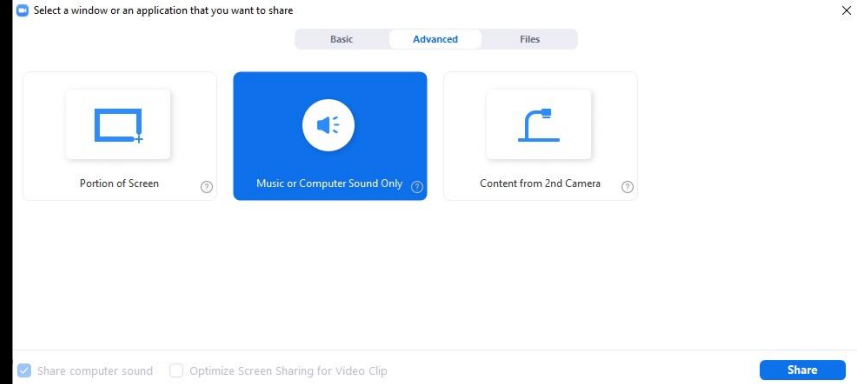 Select a window or an application that you want to share
Basic Advanced Files
Portion of Screen ? Music or Computer Sound Only ? Content from 2nd Camera ?
Share computer sound Optimize Screen Sharing for Video Clip Share